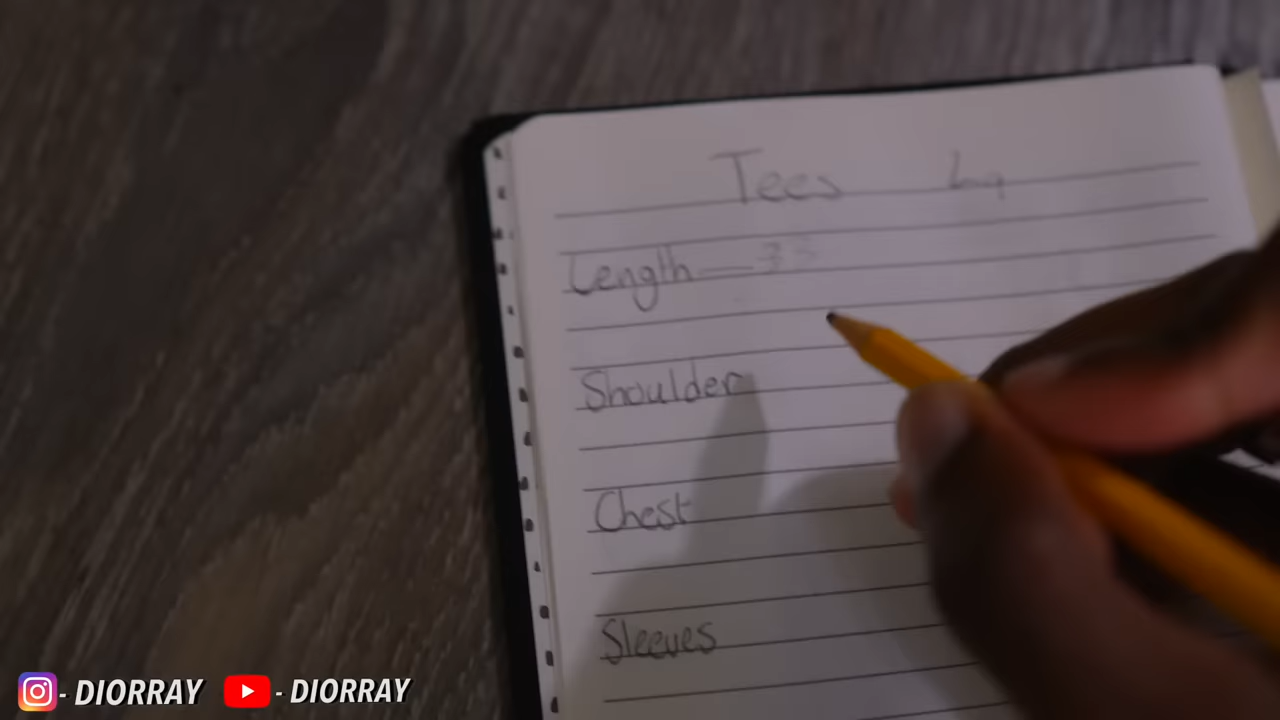 Tees
Length —
Shoulder
Chest
Sleeves
- DIORRAY - DIORRAY